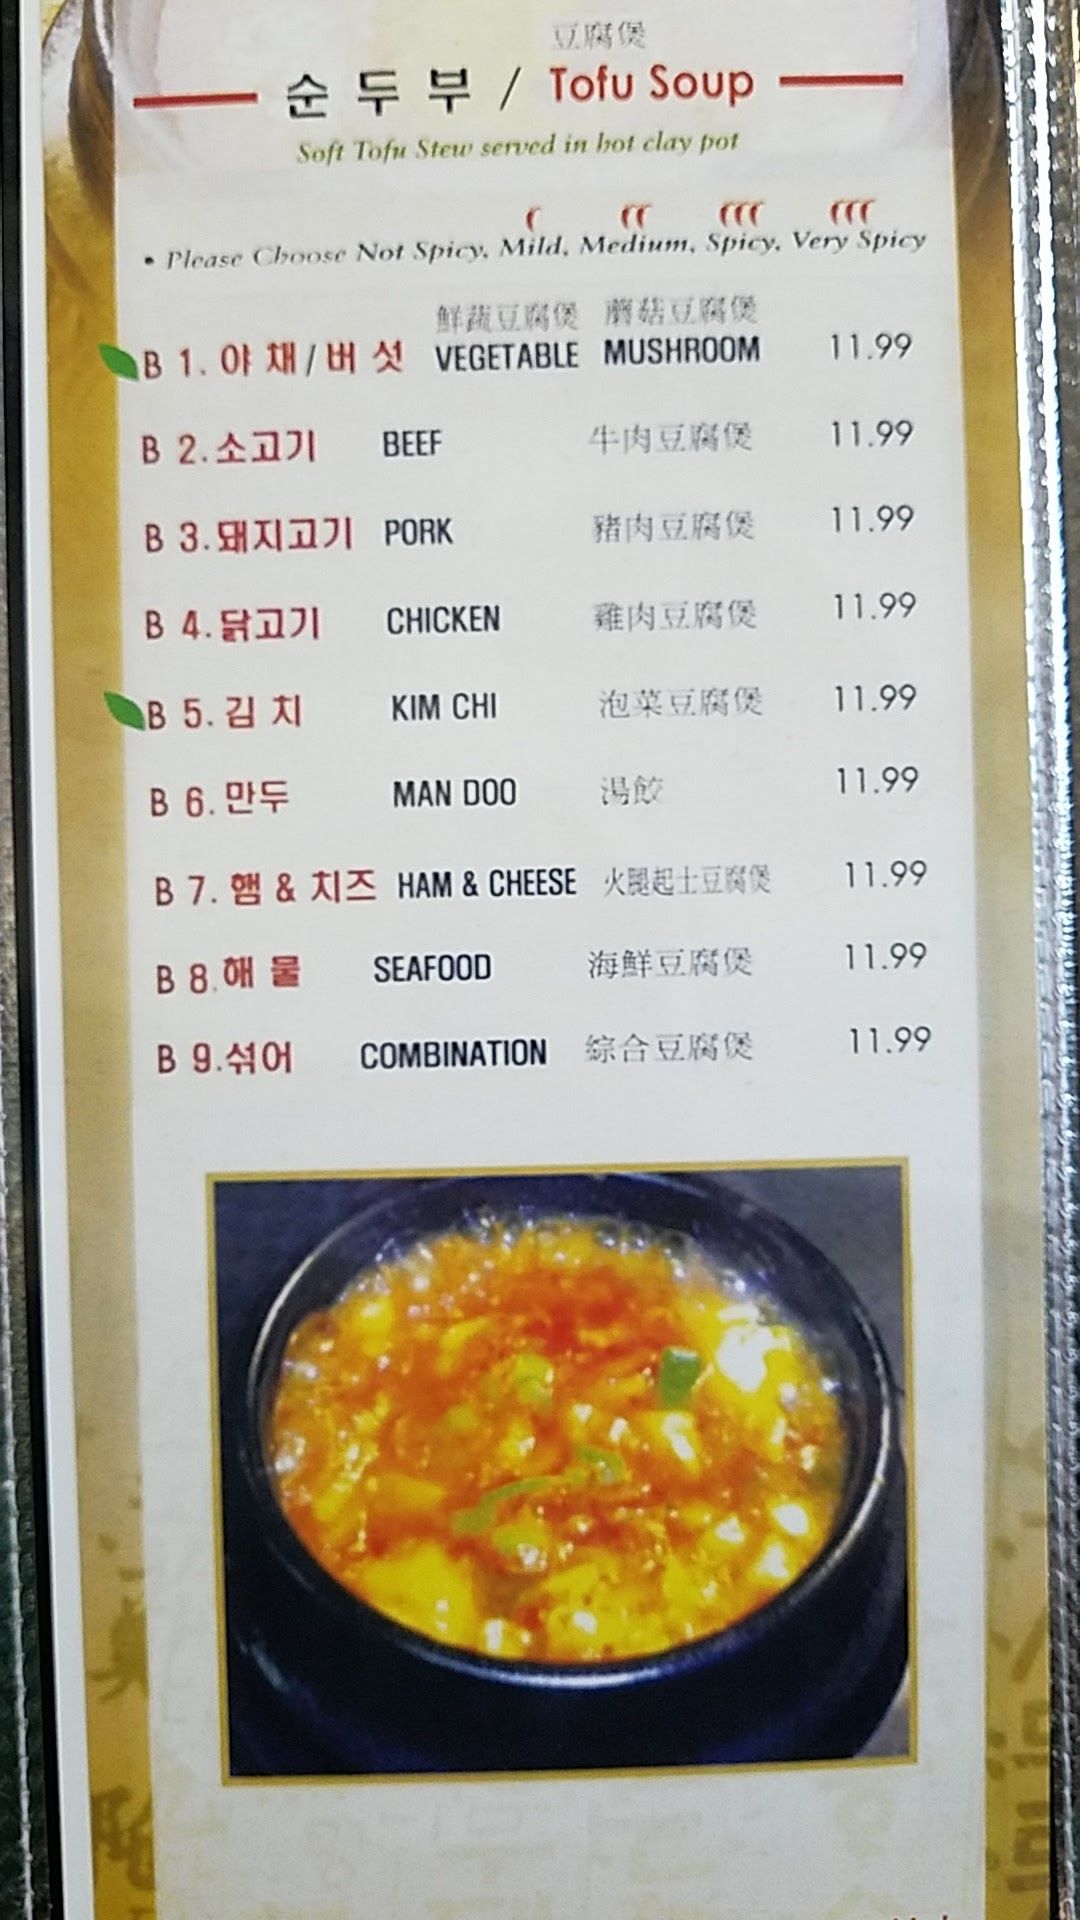 豆腐煲
순두부 / Tofu Soup
Soft Tofu Stew served in hot clay pot
• Please Choose Not Spicy, Mild, Medium, Spicy, Very Spicy
鮮蔬豆腐煲 蘑菇豆腐煲
B 1. 야채/버섯 VEGETABLE MUSHROOM 11.99
B 2. 소고기 BEEF 牛肉豆腐煲 11.99
B 3. 돼지고기 PORK 豬肉豆腐煲 11.99
B 4. 닭고기 CHICKEN 雞肉豆腐煲 11.99
B 5. 김치 KIM CHI 泡菜豆腐煲 11.99
B 6. 만두 MAN DOO 湯餃 11.99
B 7. 햄 & 치즈 HAM & CHEESE 火腿起士豆腐煲 11.99
B 8. 해물 SEAFOOD 海鮮豆腐煲 11.99
B 9. 섞어 COMBINATION 綜合豆腐煲 11.99